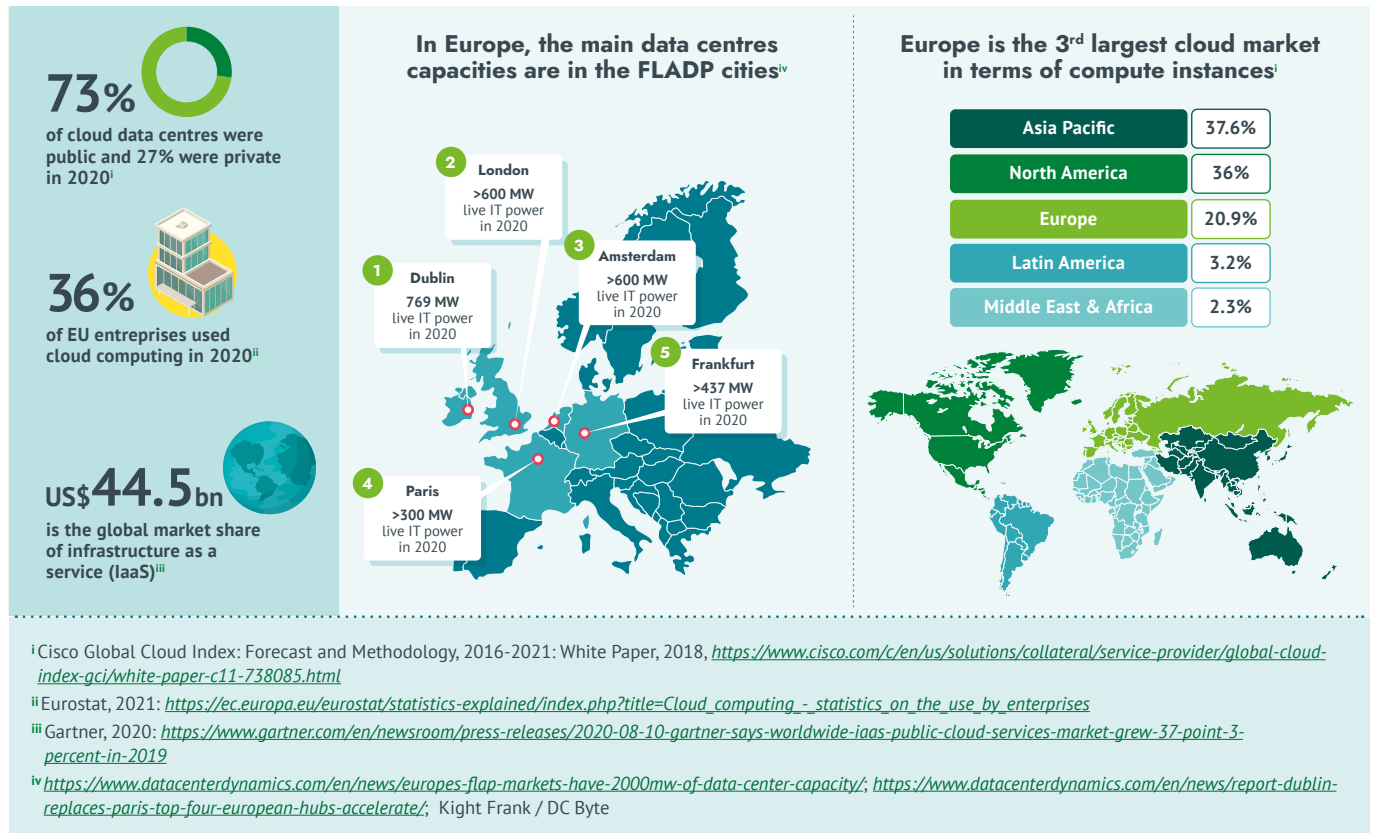 73%
of cloud data centres were
public and 27% were private
in 2020i
36%
of EU entreprises used
cloud computing in 2020ii
US$44.5bn
is the global market share
of infrastructure as a
service (IaaS)iii
In Europe, the main data centres
capacities are in the FLADP citiesiv
2
London
>600 MW
live IT power
in 2020
3
Amsterdam
>600 MW
live IT power
in 2020
1
Dublin
769 MW
live IT power
in 2020
5
Frankfurt
>437 MW
live IT power
in 2020
4
Paris
>300 MW
live IT power
in 2020
Europe is the 3rd largest cloud market
in terms of compute instancesi
Asia Pacific 37.6%
North America 36%
Europe 20.9%
Latin America 3.2%
Middle East & Africa 2.3%
i Cisco Global Cloud Index: Forecast and Methodology, 2016-2021: White Paper, 2018, https://www.cisco.com/c/en/us/solutions/collateral/service-provider/global-cloud-
index-gci/white-paper-c11-738085.html
ii Eurostat, 2021: https://ec.europa.eu/eurostat/statistics-explained/index.php?title=Cloud_computing_-_statistics_on_the_use_by_enterprises
iii Gartner, 2020: https://www.gartner.com/en/newsroom/press-releases/2020-08-10-gartner-says-worldwide-iaas-public-cloud-services-market-grew-37-point-3-
percent-in-2019
iv https://www.datacenterdynamics.com/en/news/europes-flap-markets-have-2000mw-of-data-center-capacity/; https://www.datacenterdynamics.com/en/news/report-dublin-
replaces-paris-top-four-european-hubs-accelerate/; Kight Frank / DC Byte